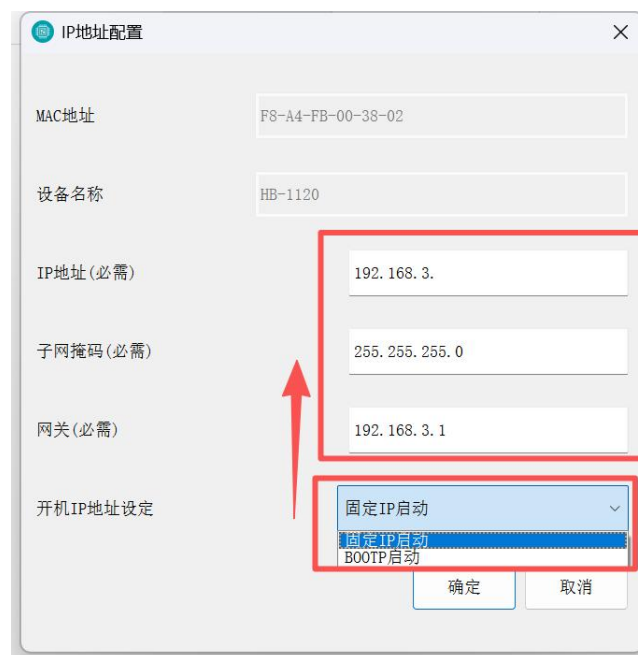 IP地址配置
MAC地址
F8-A4-FB-00-38-02
设备名称
HB-1120
IP地址(必需)
192.168.3.
子网掩码(必需)
255.255.255.0
网关(必需)
192.168.3.1
开机IP地址设定
固定IP启动
固定IP启动
BOOTP启动
确定
取消